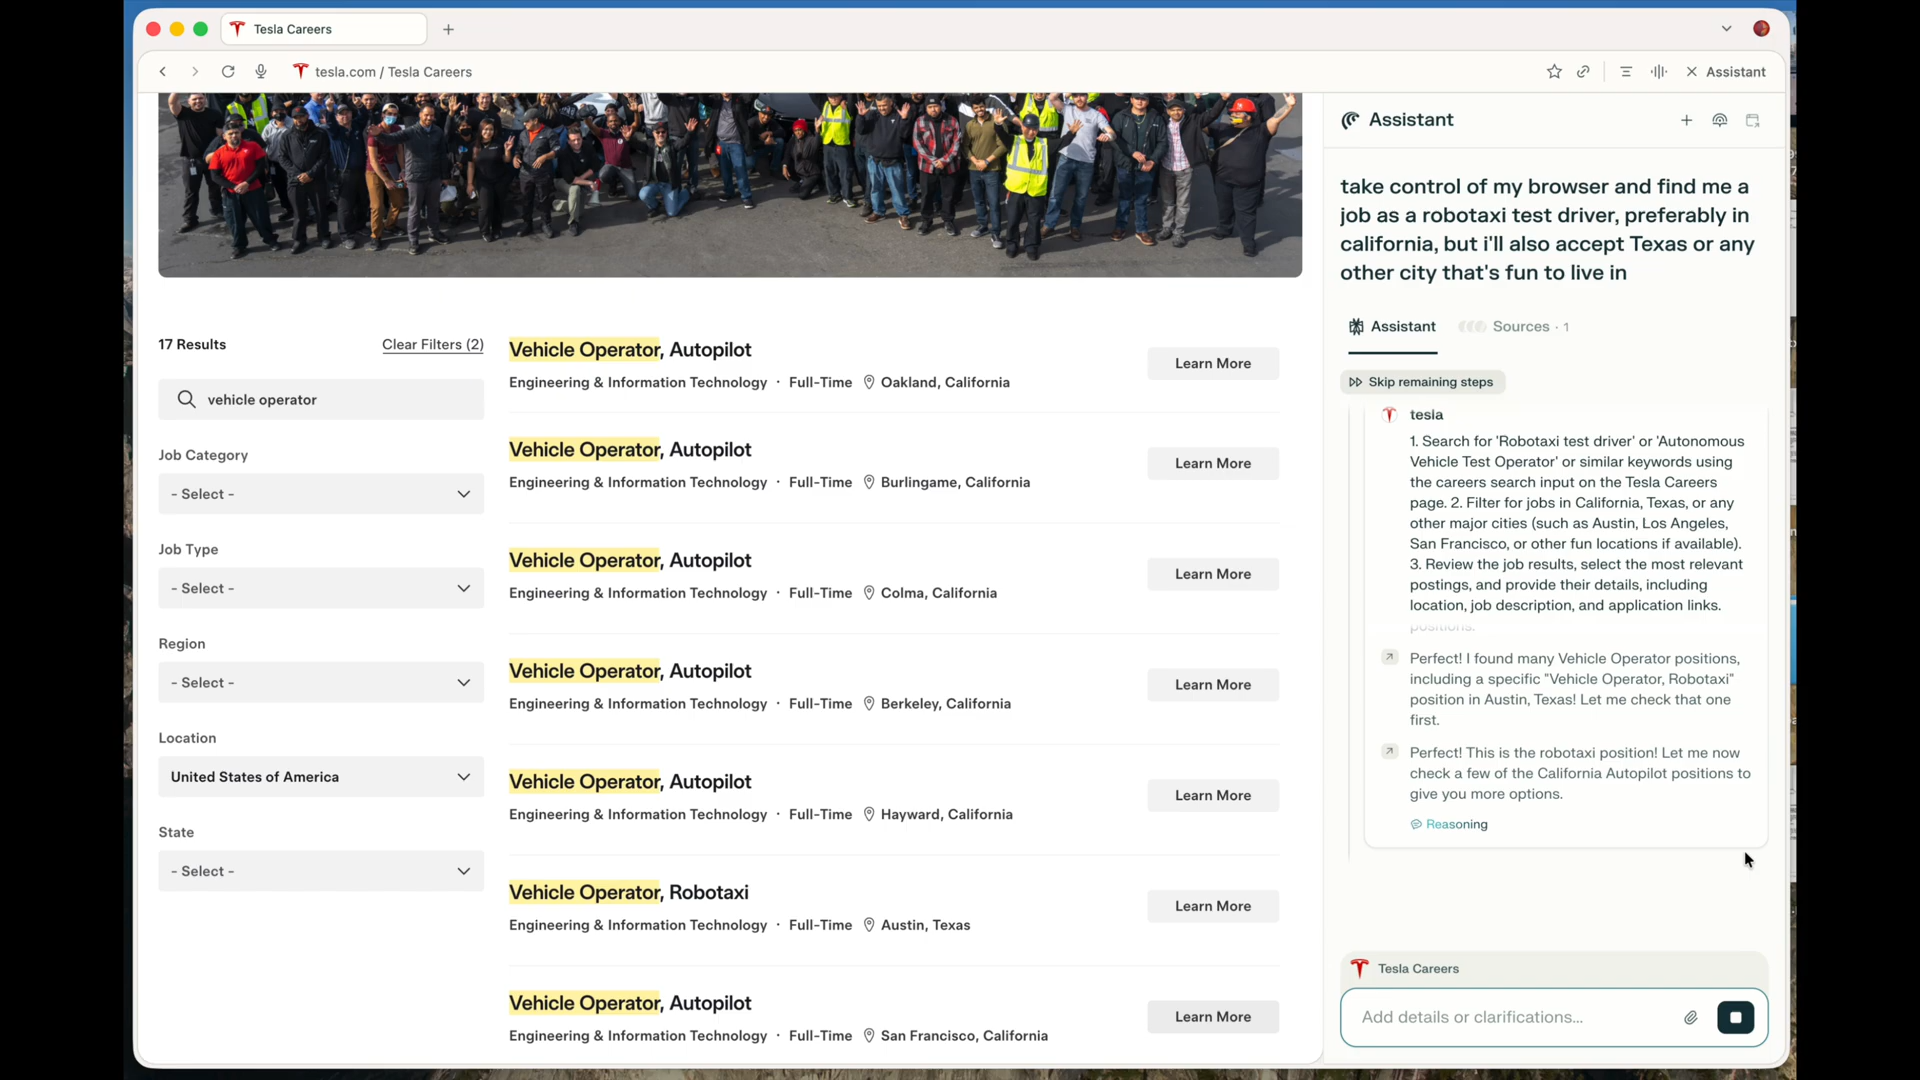 Tesla Careers
tesla.com / Tesla Careers
Assistant
17 Results
Clear Filters (2)
vehicle operator
Job Category
- Select -
Job Type
- Select -
Region
- Select -
Location
United States of America
State
- Select -
Vehicle Operator, Autopilot
Engineering & Information Technology · Full-Time Oakland, California
Learn More
Vehicle Operator, Autopilot
Engineering & Information Technology · Full-Time Burlingame, California
Learn More
Vehicle Operator, Autopilot
Engineering & Information Technology · Full-Time Colma, California
Learn More
Vehicle Operator, Autopilot
Engineering & Information Technology · Full-Time Berkeley, California
Learn More
Vehicle Operator, Autopilot
Engineering & Information Technology · Full-Time Hayward, California
Learn More
Vehicle Operator, Robotaxi
Engineering & Information Technology · Full-Time Austin, Texas
Learn More
Vehicle Operator, Autopilot
Engineering & Information Technology · Full-Time San Francisco, California
Learn More
Assistant
take control of my browser and find me a
job as a robotaxi test driver, preferably in
california, but i'll also accept Texas or any
other city that's fun to live in
Assistant
Sources · 1
Skip remaining steps
tesla
1. Search for 'Robotaxi test driver' or 'Autonomous
Vehicle Test Operator' or similar keywords using
the careers search input on the Tesla Careers
page. 2. Filter for jobs in California, Texas, or any
other major cities (such as Austin, Los Angeles,
San Francisco, or other fun locations if available).
3. Review the job results, select the most relevant
postings, and provide their details, including
location, job description, and application links.
positions.
Perfect! I found many Vehicle Operator positions,
including a specific "Vehicle Operator, Robotaxi"
position in Austin, Texas! Let me check that one
first.
Perfect! This is the robotaxi position! Let me now
check a few of the California Autopilot positions to
give you more options.
Reasoning
Tesla Careers
Add details or clarifications...